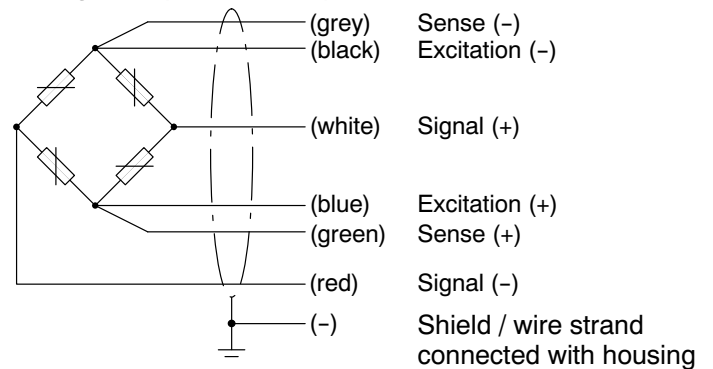 (grey) Sense (–)
(black) Excitation (–)
(white) Signal (+)
(blue) Excitation (+)
(green) Sense (+)
(red) Signal (–)
(–) Shield / wire strand
connected with housing